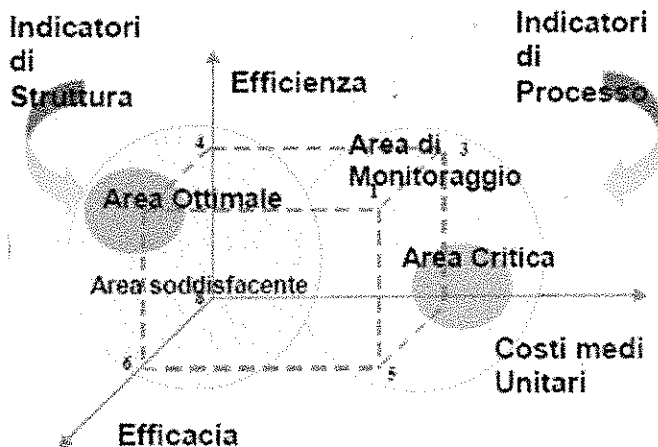 Indicatori
di
Struttura
Indicatori
di
Processo
Efficienza
4
Area di
Monitoraggio
3
1
Area Ottimale
Area Critica
Area soddisfacente
8
6
5
Costi medi
Unitari
Efficacia